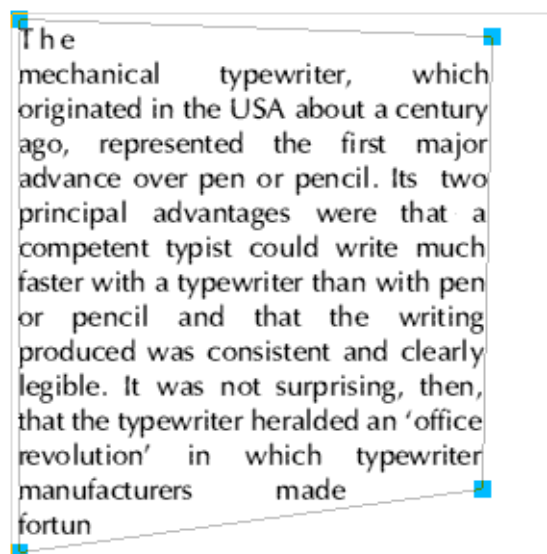 The
mechanical typewriter, which
originated in the USA about a century
ago, represented the first major
advance over pen or pencil. Its two
principal advantages were that a
competent typist could write much
faster with a typewriter than with pen
or pencil and that the writing
produced was consistent and clearly
legible. It was not surprising, then,
that the typewriter heralded an ‘office
revolution’ in which typewriter
manufacturers made
fortun